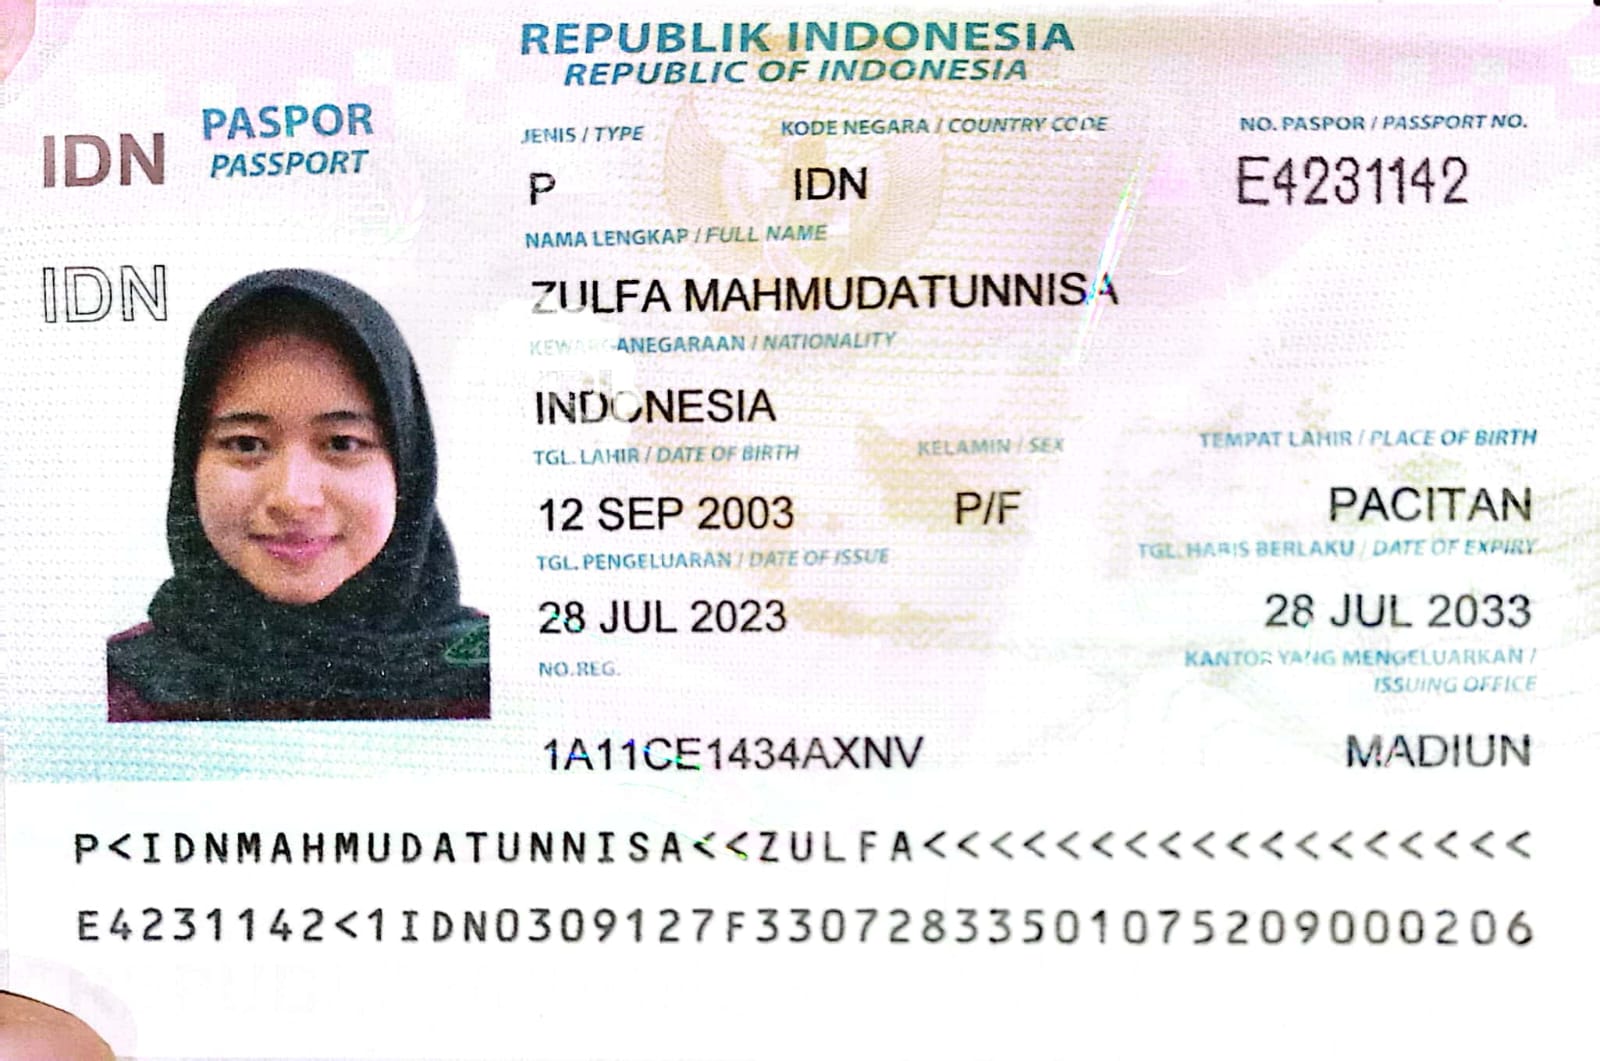 REPUBLIK INDONESIA
REPUBLIC OF INDONESIA
IDN
PASPOR
PASSPORT
JENIS / TYPE
KODE NEGARA / COUNTRY CODE
NO. PASPOR / PASSPORT NO.
P
IDN
E4231142
NAMA LENGKAP / FULL NAME
IDN
ZULFA MAHMUDATUNNISA
KEWARGANEGARAAN / NATIONALITY
INDONESIA
TGL. LAHIR / DATE OF BIRTH
KELAMIN / SEX
TEMPAT LAHIR / PLACE OF BIRTH
12 SEP 2003
P/F
PACITAN
TGL. PENGELUARAN / DATE OF ISSUE
TGL. HABIS BERLAKU / DATE OF EXPIRY
28 JUL 2023
28 JUL 2033
NO.REG.
KANTOR YANG MENGELUARKAN /
ISSUING OFFICE
1A11CE1434AXNV
MADIUN
P<IDNMAHMUDATUNNISA<<ZULFA<<<<<<<<<<<<<<<<<<
E4231142<1IDN0309127F33072833501075209000206